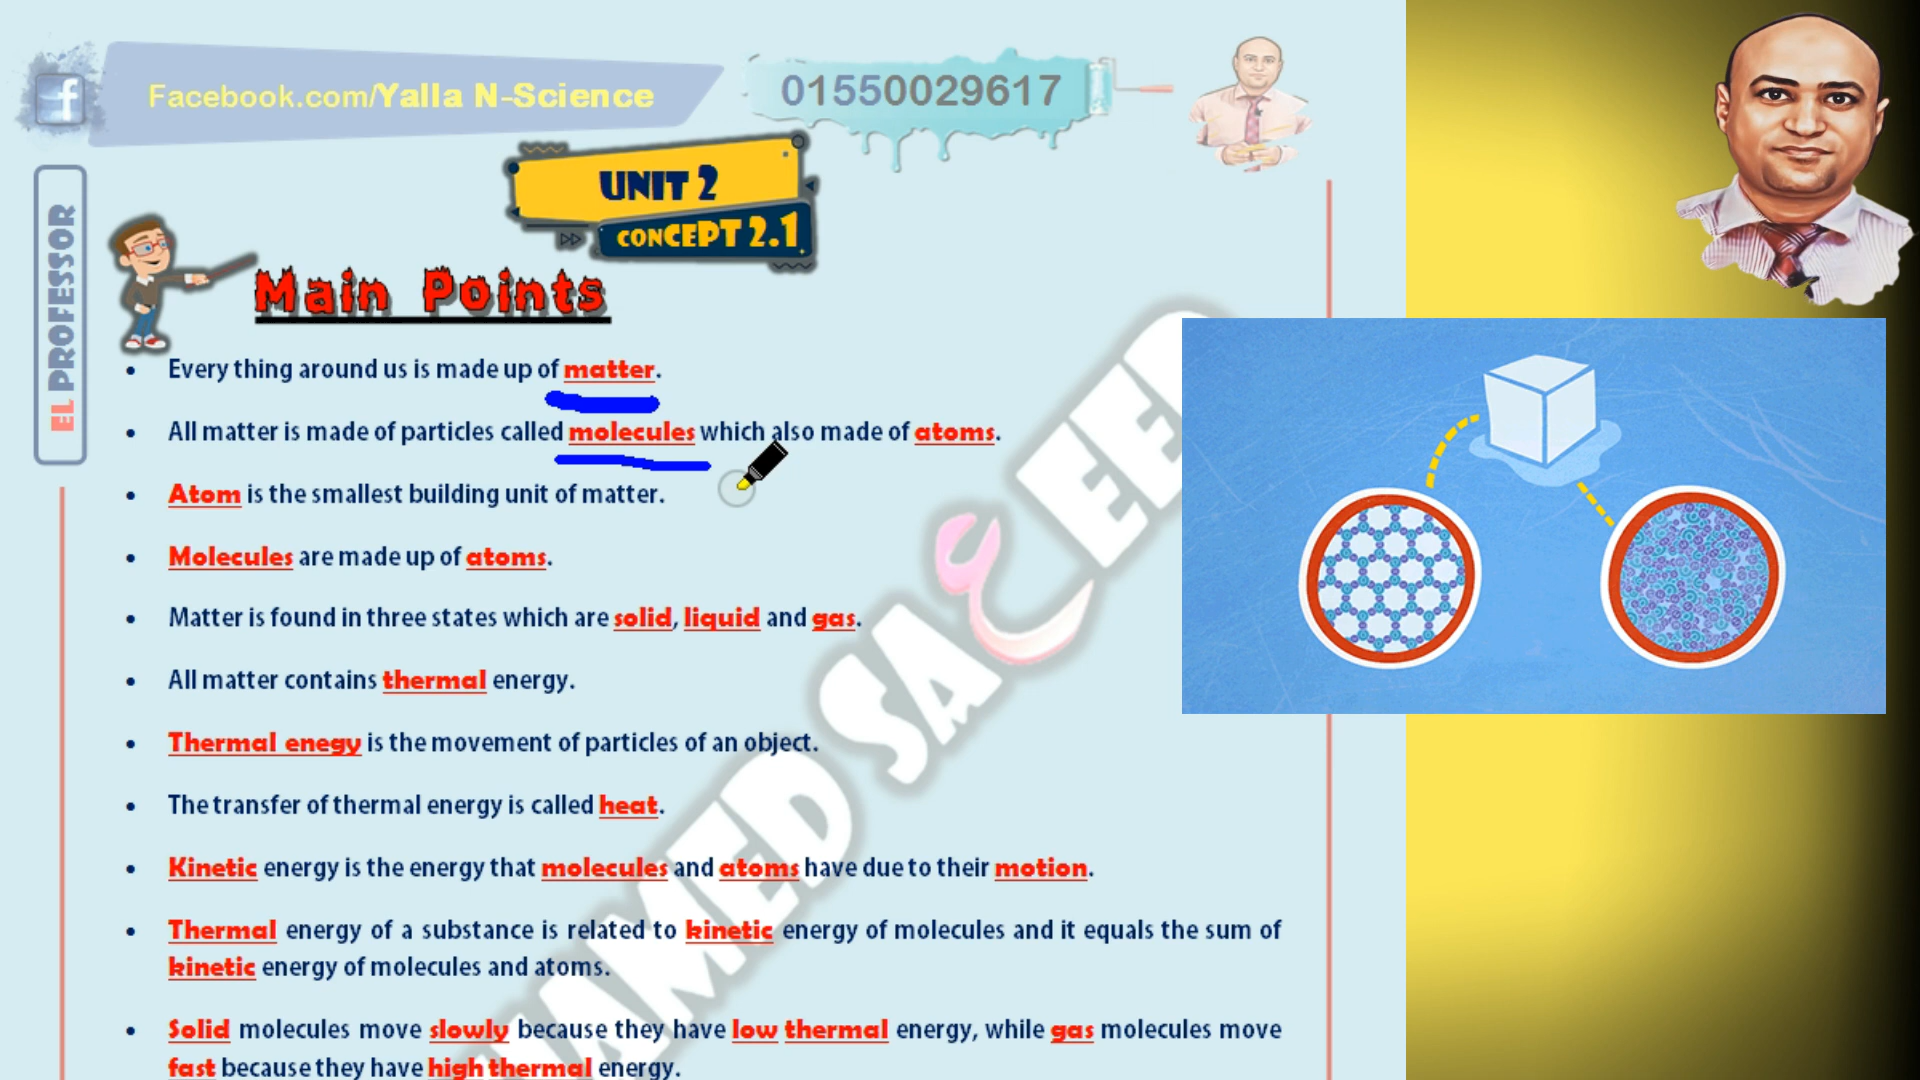 Facebook.com/Yalla N-Science
01550029617
UNIT 2
CONCEPT 2.1
EL PROFESSOR
Main Points
• Every thing around us is made up of matter.
• All matter is made of particles called molecules which also made of atoms.
• Atom is the smallest building unit of matter.
• Molecules are made up of atoms.
• Matter is found in three states which are solid, liquid and gas.
• All matter contains thermal energy.
• Thermal enegy is the movement of particles of an object.
• The transfer of thermal energy is called heat.
• Kinetic energy is the energy that molecules and atoms have due to their motion.
• Thermal energy of a substance is related to kinetic energy of molecules and it equals the sum of
kinetic energy of molecules and atoms.
• Solid molecules move slowly because they have low thermal energy, while gas molecules move
fast because they have high thermal energy.